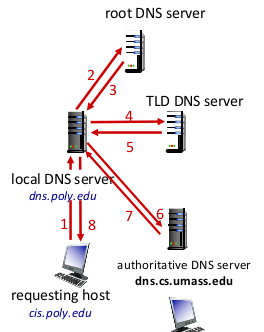 root DNS server
2
3
TLD DNS server
4
5
local DNS server
dns.poly.edu
7
6
1
8
authoritative DNS server
dns.cs.umass.edu
requesting host
cis.poly.edu